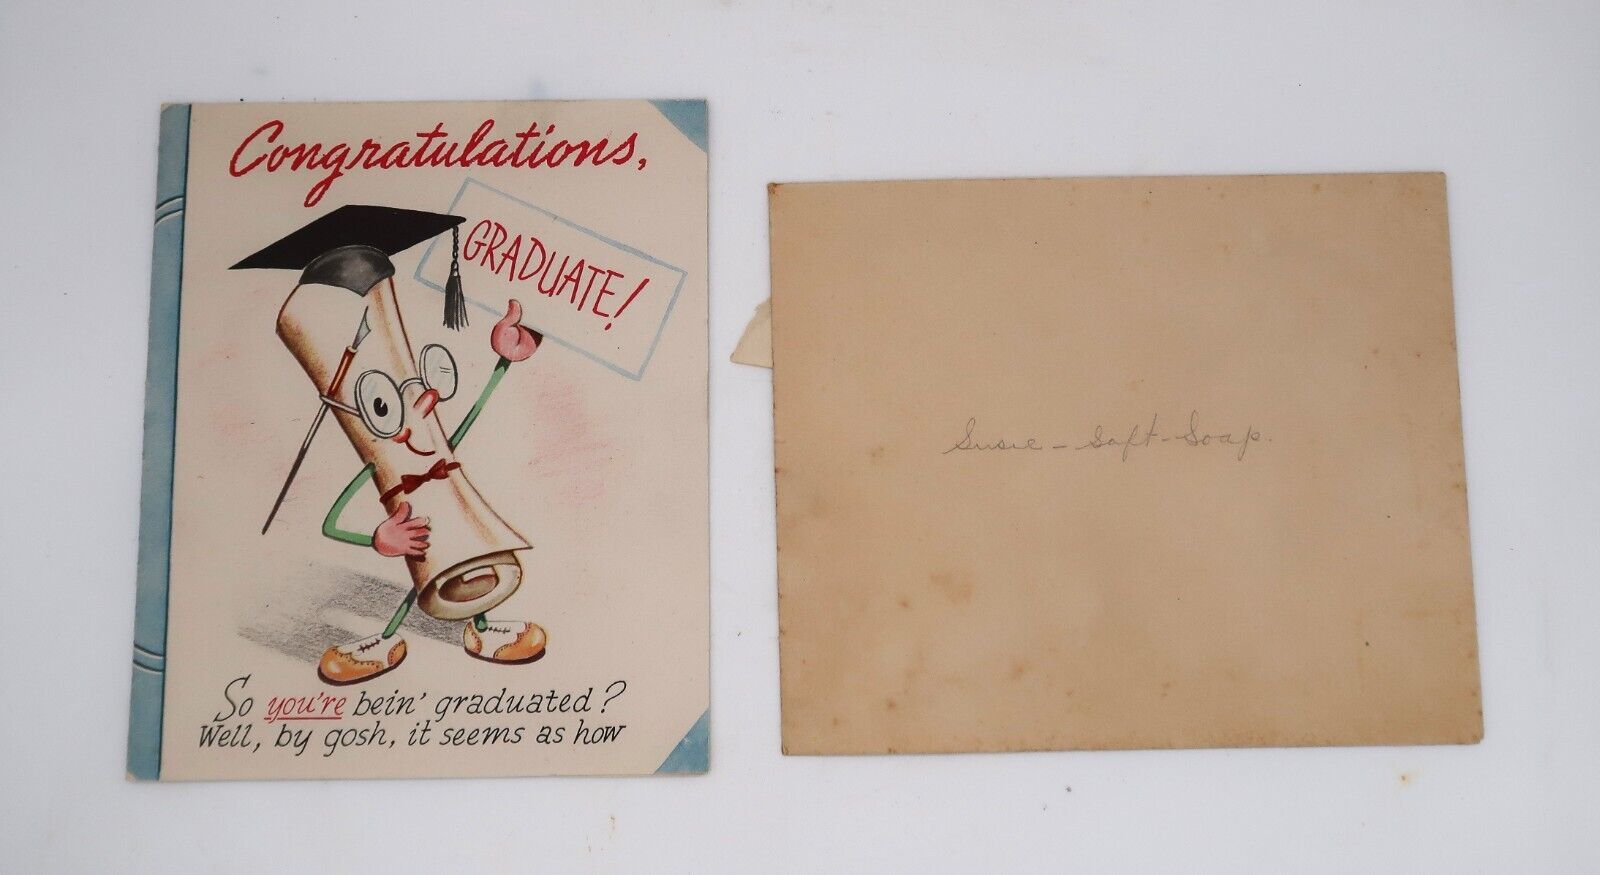 Congratulations,
GRADUATE!
So you're bein' graduated?
Well, by gosh, it seems as how
Susie - Soft - Soap.